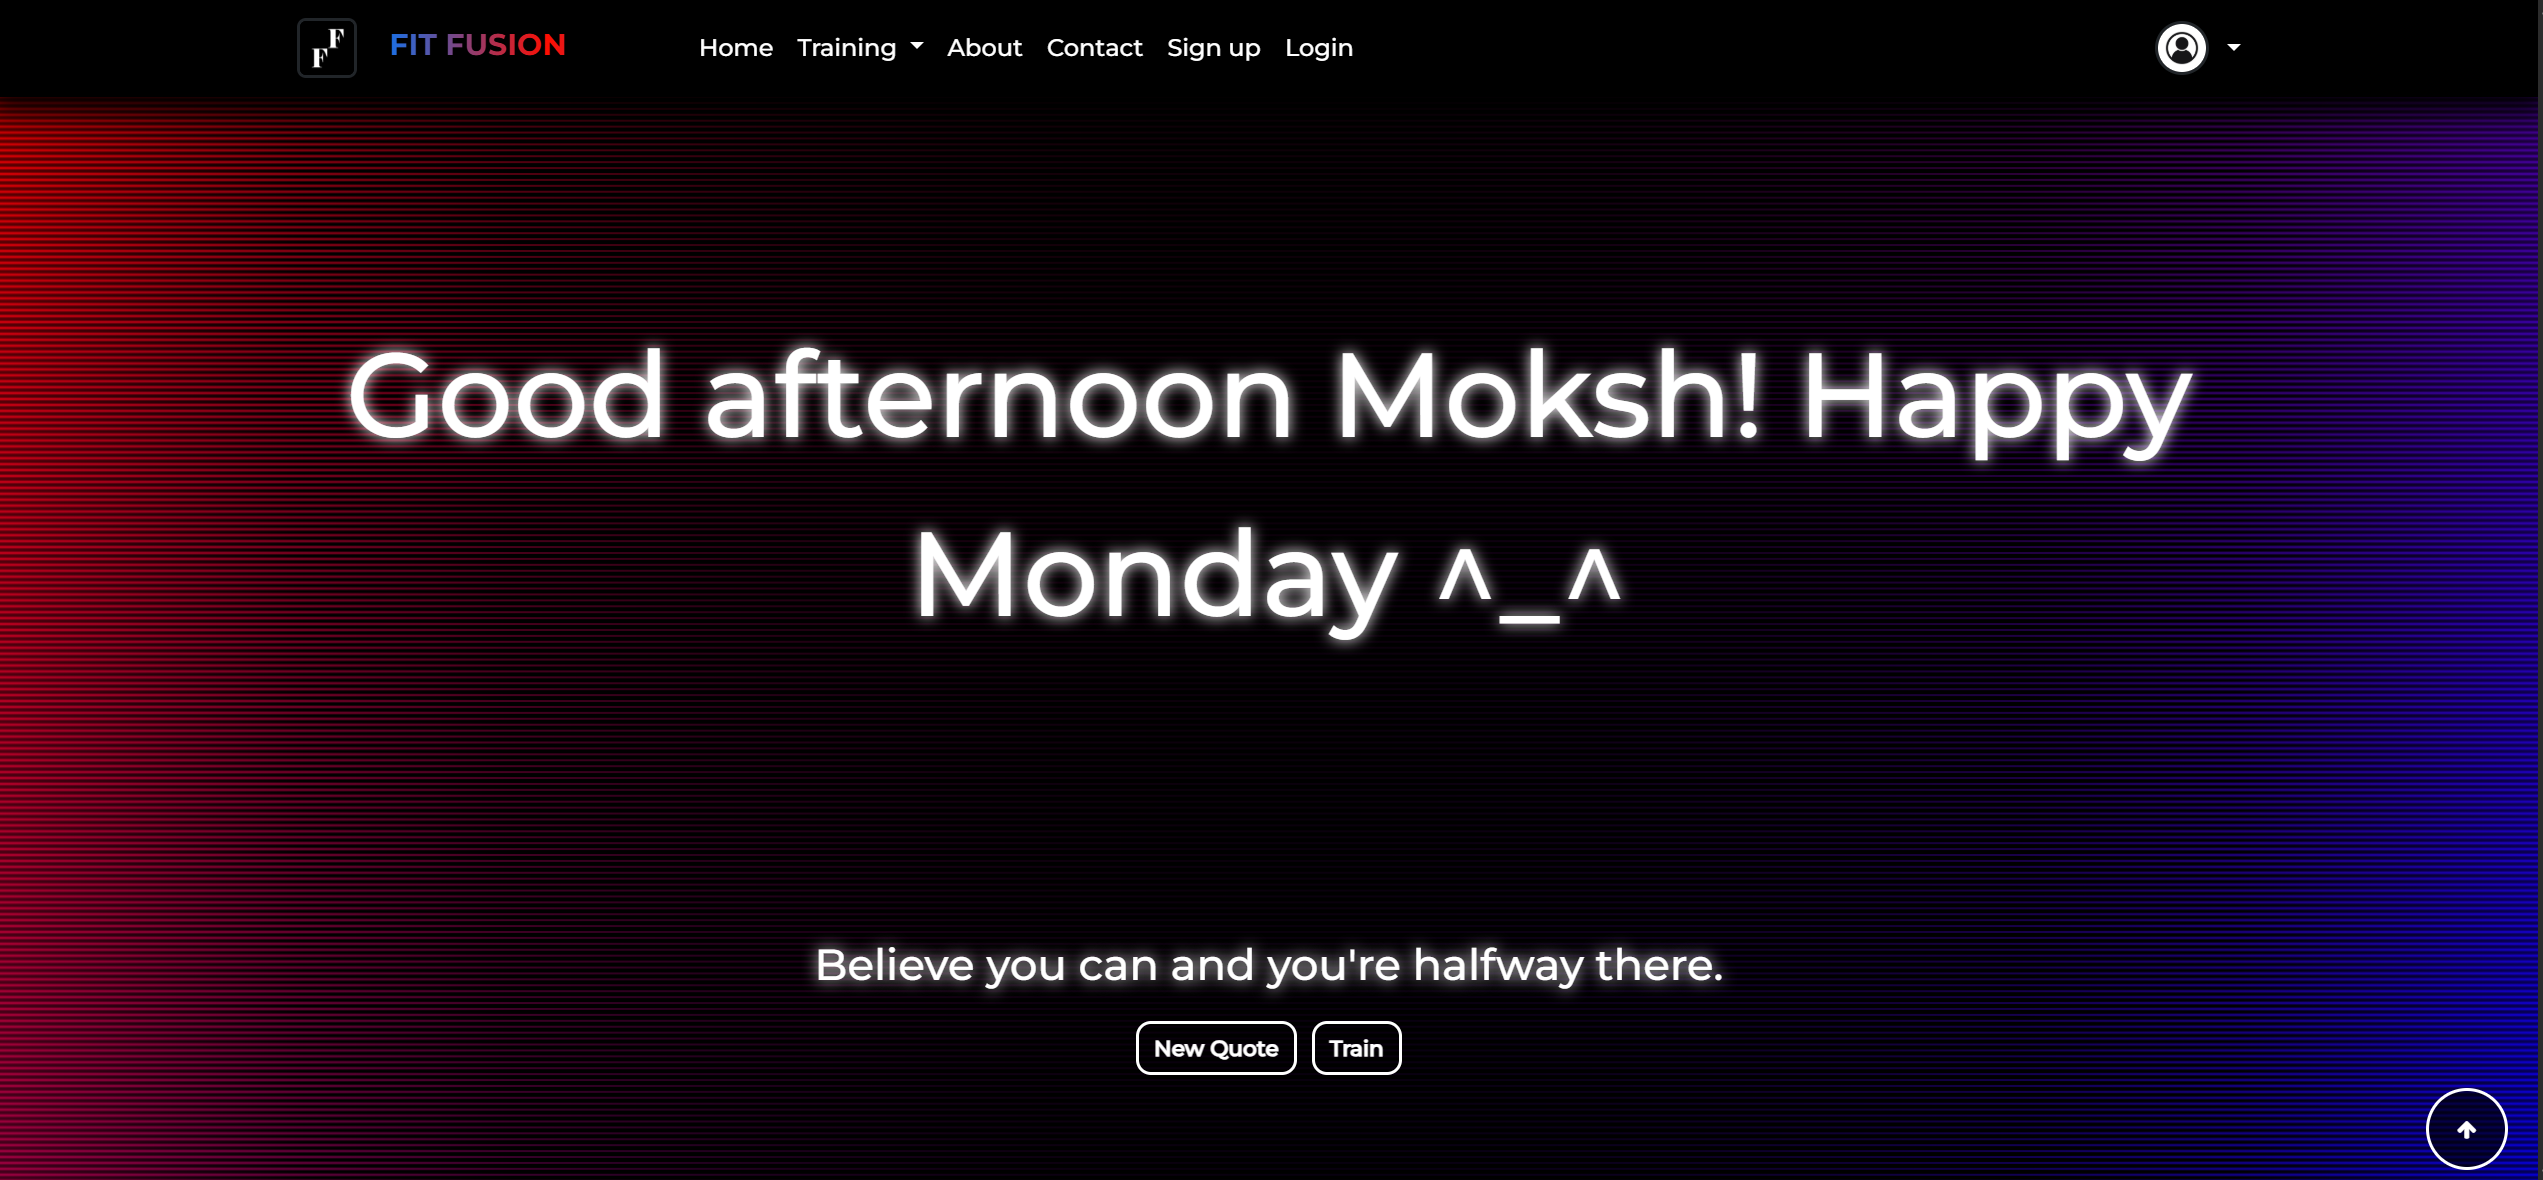 FF FIT FUSION Home Training About Contact Sign up Login
Good afternoon Moksh! Happy
Monday ^_^
Believe you can and you're halfway there.
New Quote Train